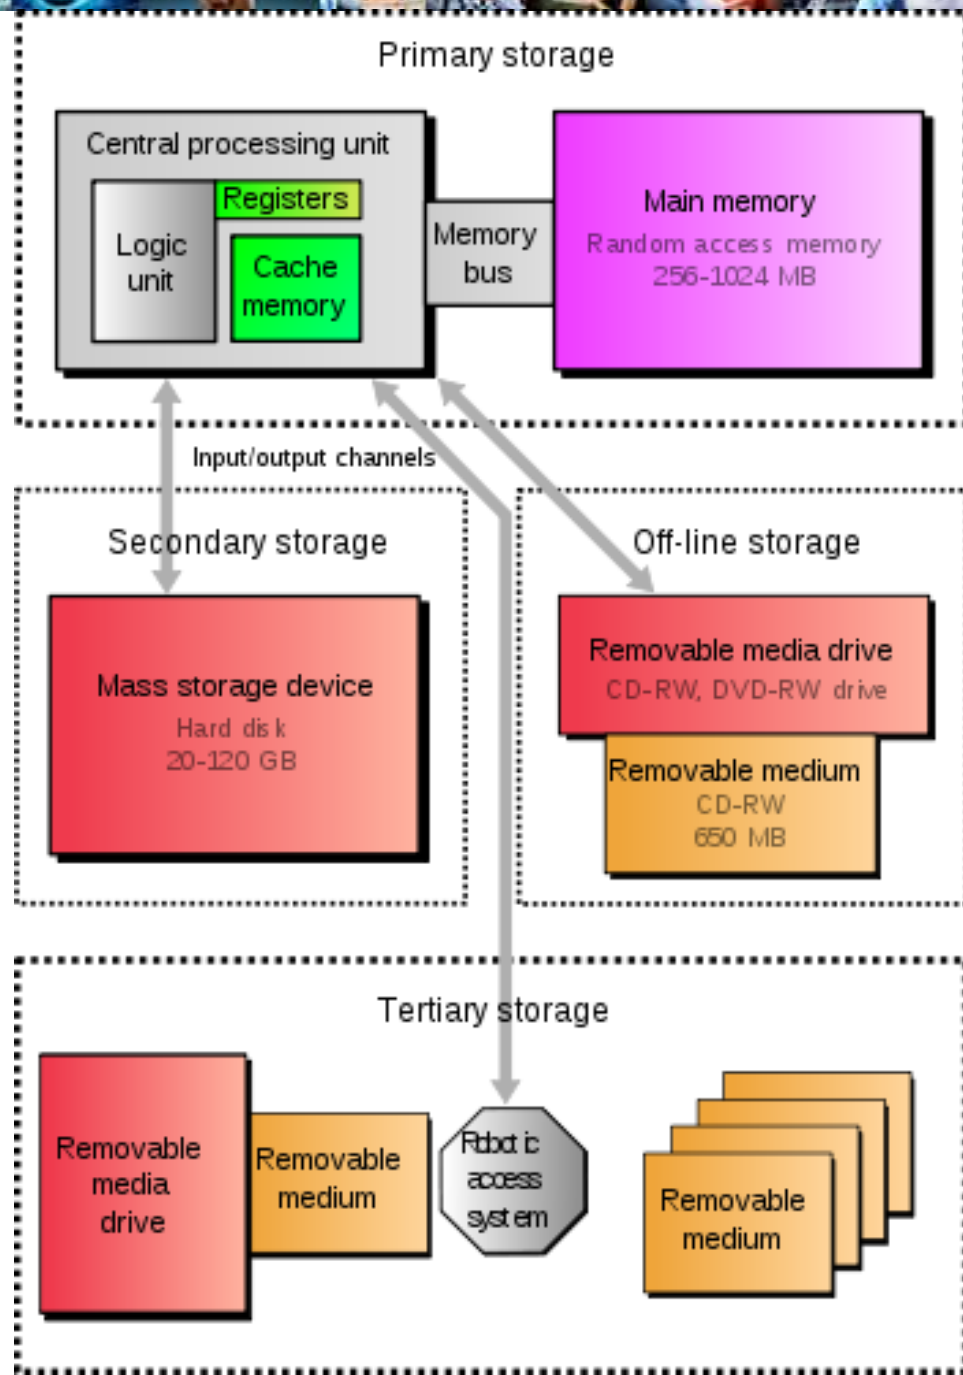 Primary storage
Central processing unit
Registers
Logic
unit
Cache
memory
Memory
bus
Main memory
Random access memory
256-1024 MB
Input/output channels
Secondary storage
Mass storage device
Hard disk
20-120 GB
Off-line storage
Removable media drive
CD-RW, DVD-RW drive
Removable medium
CD-RW
650 MB
Tertiary storage
Removable
media
drive
Removable
medium
Robotic
access
system
Removable
medium